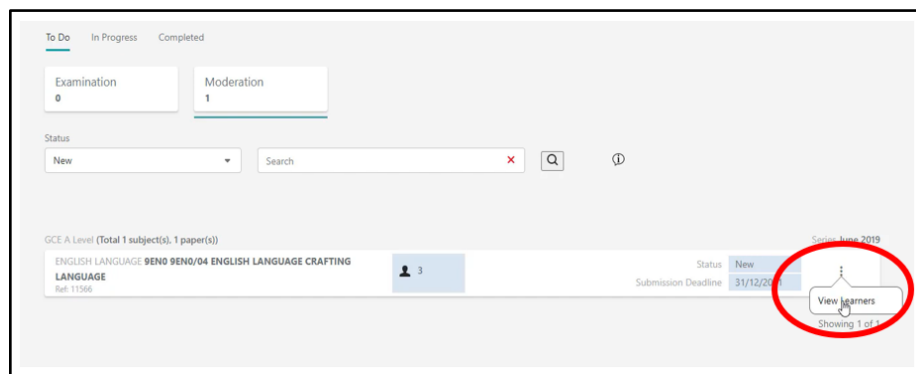 To Do In Progress Completed
Examination Moderation
0 1
Status
New Search
GCE A Level (Total 1 subject(s), 1 paper(s)) Series June 2019
ENGLISH LANGUAGE 9EN0 9EN0/04 ENGLISH LANGUAGE CRAFTING
LANGUAGE
Ref: 11566
3
Status New
Submission Deadline
View Learners
Showing 1 of 1